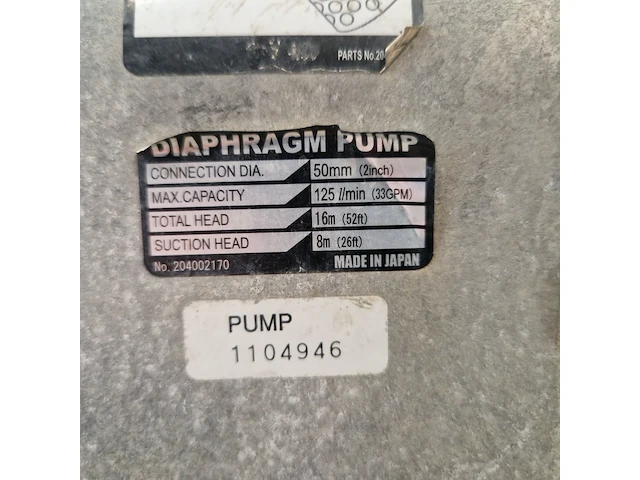 PARTS No.20
DIAPHRAGM PUMP
CONNECTION DIA. 50mm (2inch)
MAX.CAPACITY 125 l/min (33GPM)
TOTAL HEAD 16m (52ft)
SUCTION HEAD 8m (26ft)
No. 204002170 MADE IN JAPAN
PUMP
1104946